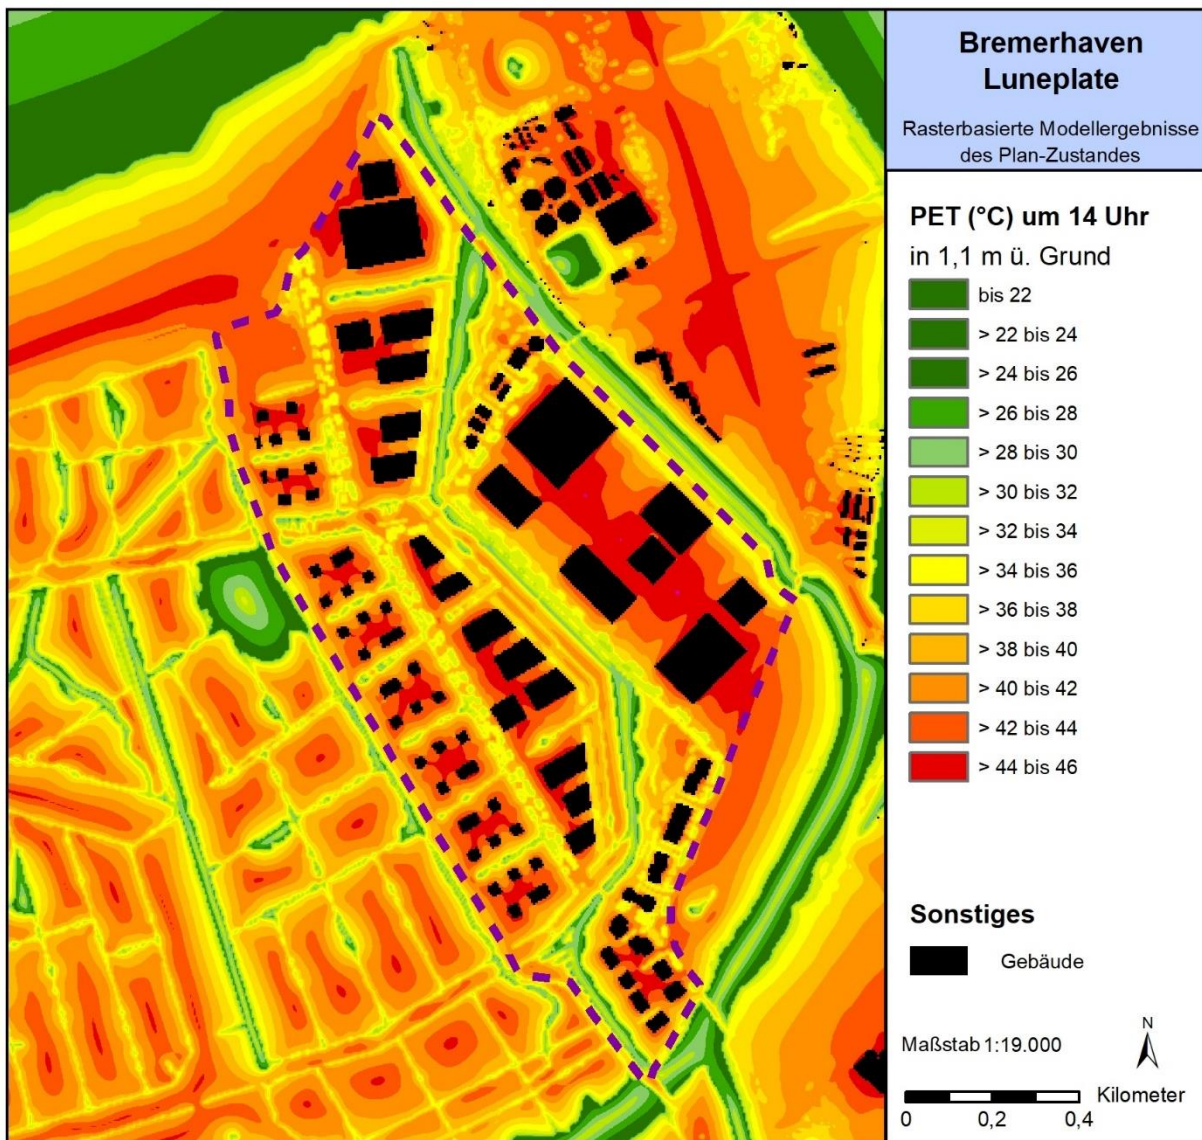 Bremerhaven
Luneplate
Rasterbasierte Modellergebnisse
des Plan-Zustandes
PET (°C) um 14 Uhr
in 1,1 m ü. Grund
bis 22
> 22 bis 24
> 24 bis 26
> 26 bis 28
> 28 bis 30
> 30 bis 32
> 32 bis 34
> 34 bis 36
> 36 bis 38
> 38 bis 40
> 40 bis 42
> 42 bis 44
> 44 bis 46
Sonstiges
Gebäude
N
Maßstab 1:19.000
Kilometer
0 0,2 0,4